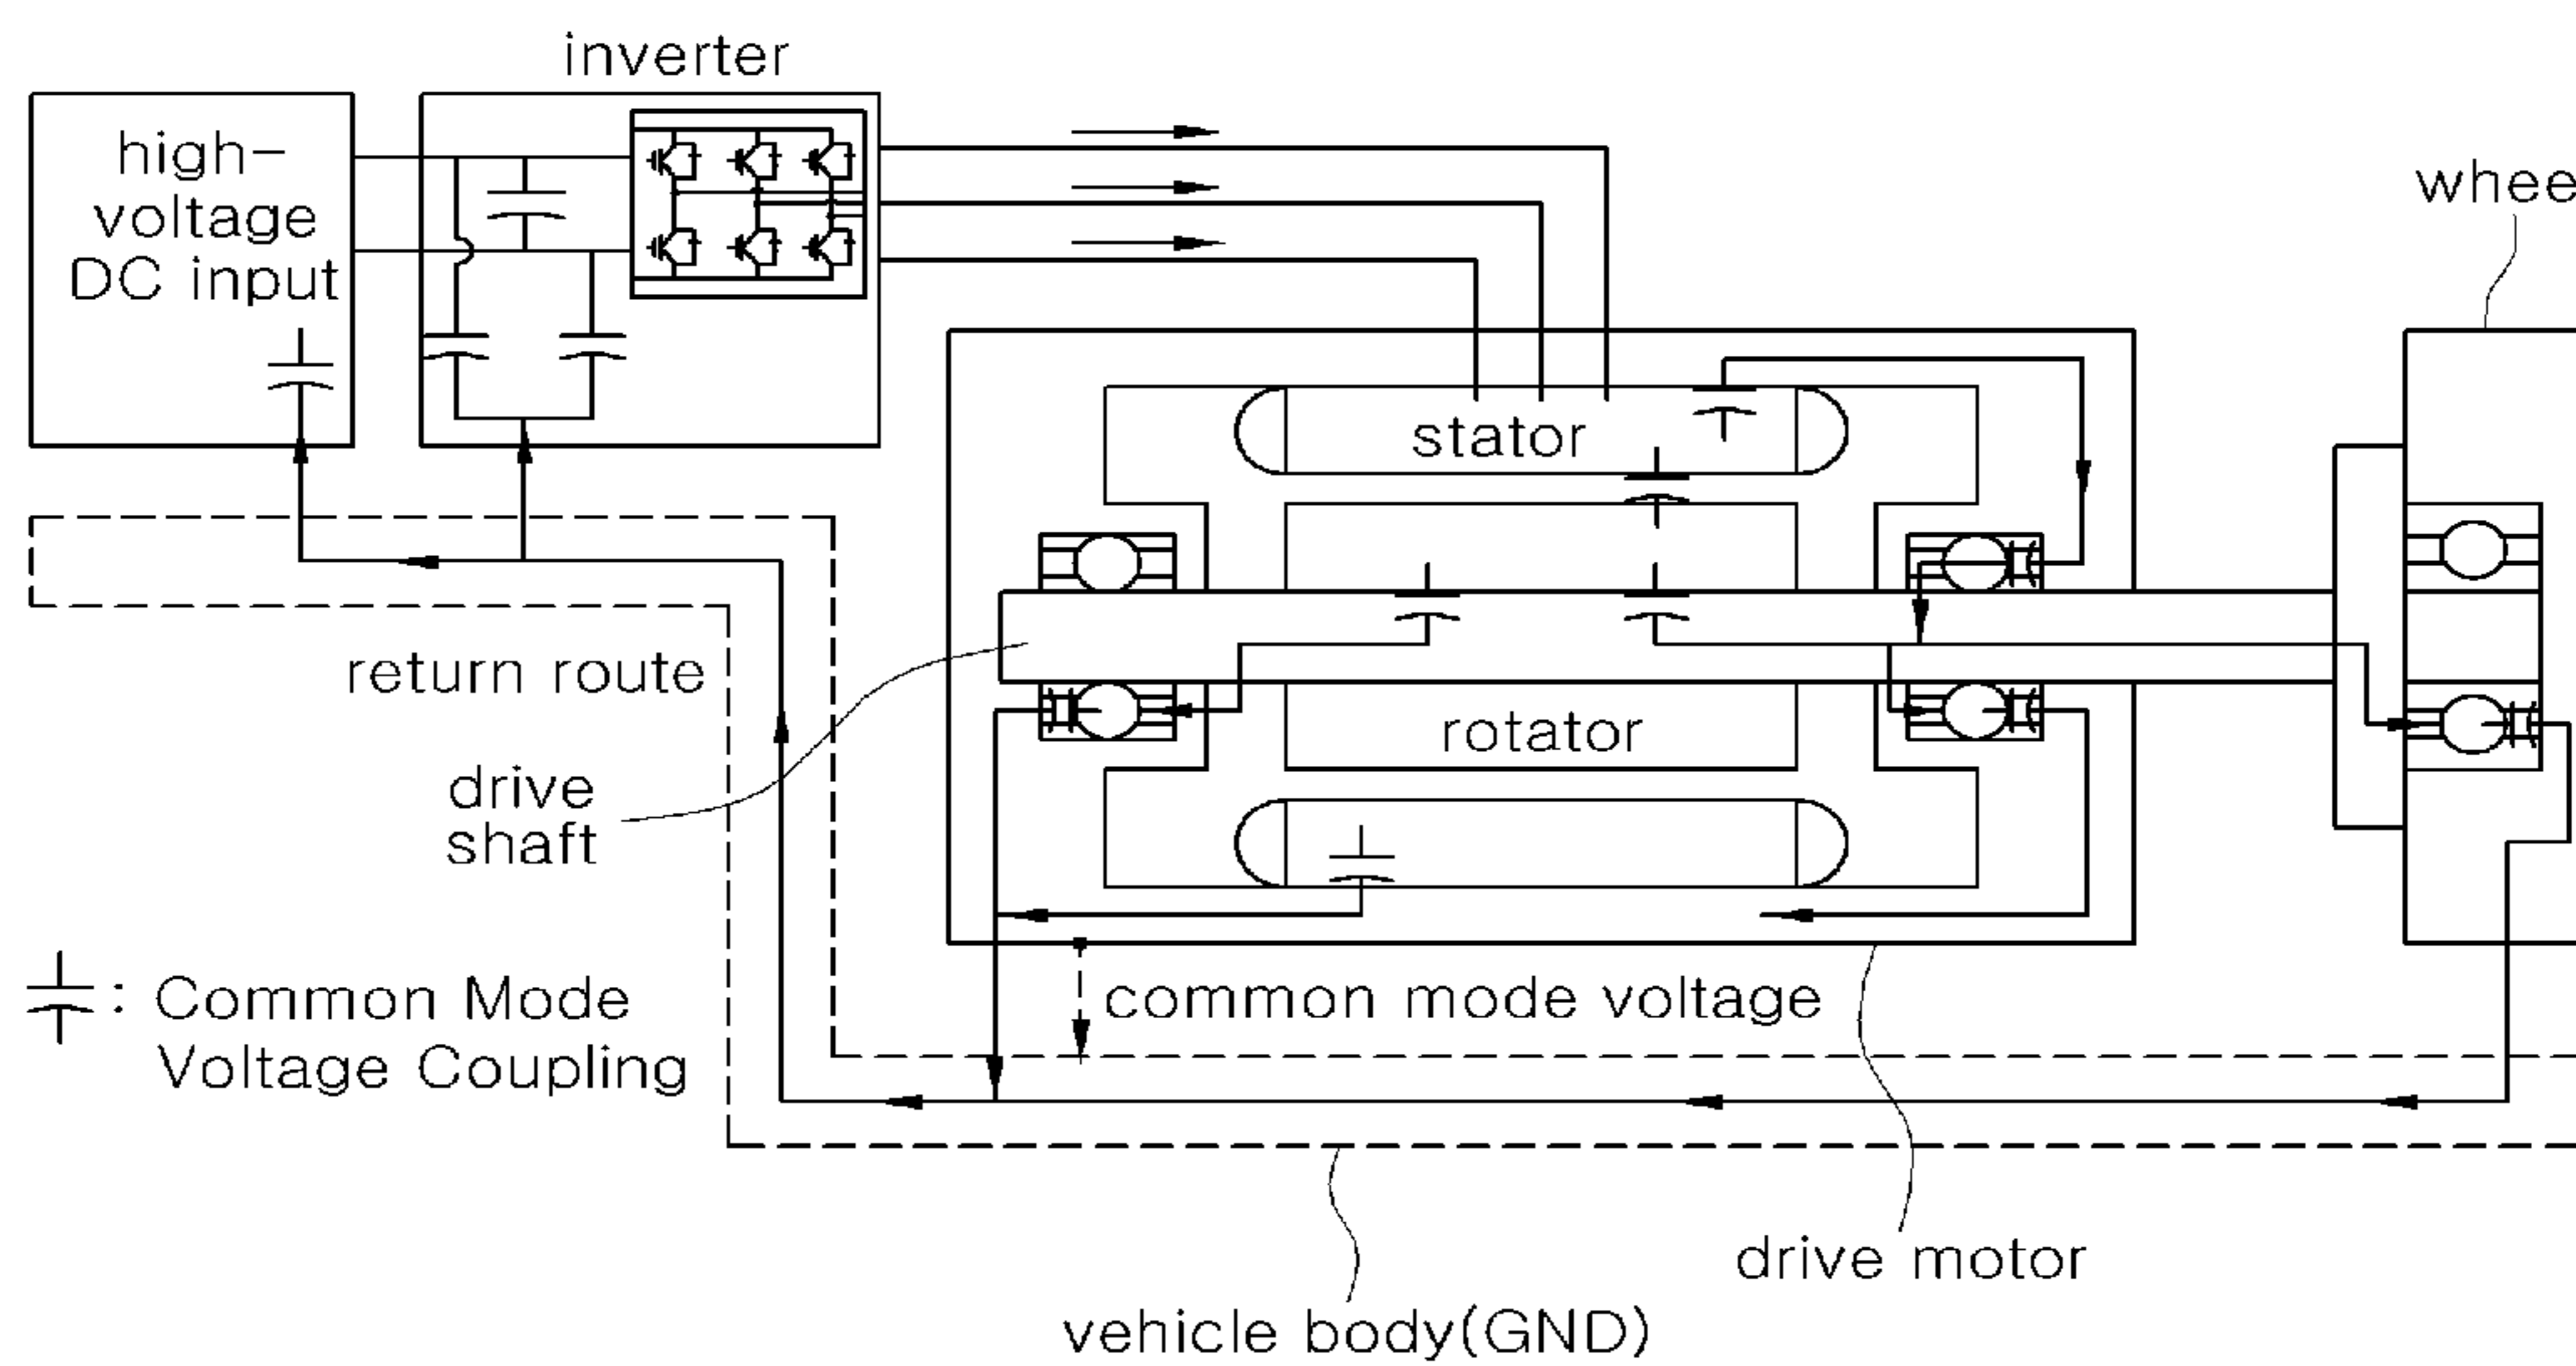 inverter
high-
voltage
DC input
whee
stator
return route
rotator
drive
shaft
: Common Mode
Voltage Coupling
common mode voltage
drive motor
vehicle body(GND)